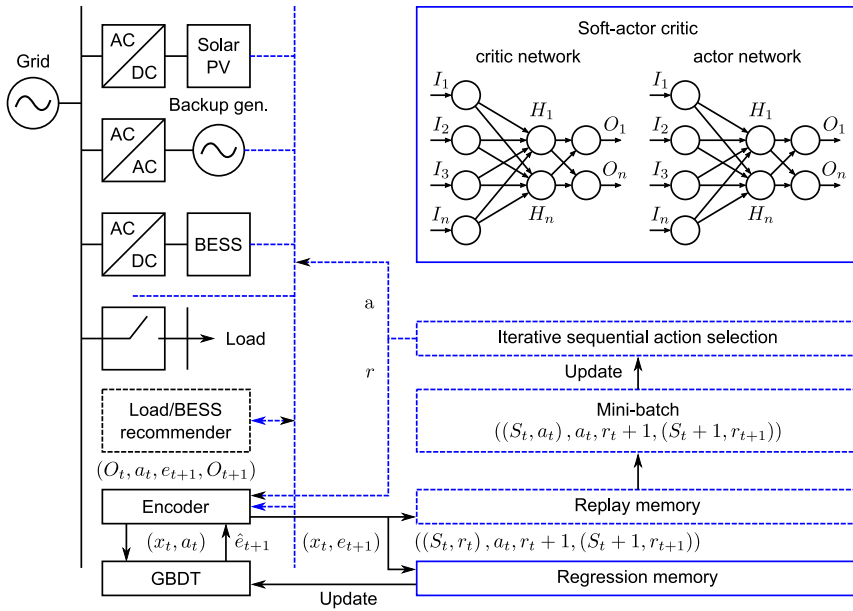 Grid
AC
DC
Solar
PV
Backup gen.
AC
AC
AC
DC
BESS
Load
Load/BESS
recommender
(O_t, a_t, e_{t+1}, O_{t+1})
Encoder
(x_t, a_t)
ê_{t+1}
(x_t, e_{t+1})
GBDT
Update
a
r
Soft-actor critic
critic network
actor network
I_1
I_2
I_3
I_n
H_1
H_n
O_1
O_n
I_1
I_2
I_3
I_n
H_1
H_n
O_1
O_n
Iterative sequential action selection
Update
Mini-batch
((S_t, a_t), a_t, r_t + 1, (S_t + 1, r_{t+1}))
Replay memory
((S_t, r_t), a_t, r_t + 1, (S_t + 1, r_{t+1}))
Regression memory